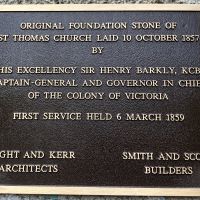 ORIGINAL FOUNDATION STONE OF
ST THOMAS CHURCH LAID 10 OCTOBER 1857
BY
HIS EXCELLENCY SIR HENRY BARKLY, KCB
CAPTAIN-GENERAL AND GOVERNOR IN CHIEF
OF THE COLONY OF VICTORIA
FIRST SERVICE HELD 6 MARCH 1859
GHT AND KERR SMITH AND SCO
ARCHITECTS BUILDERS